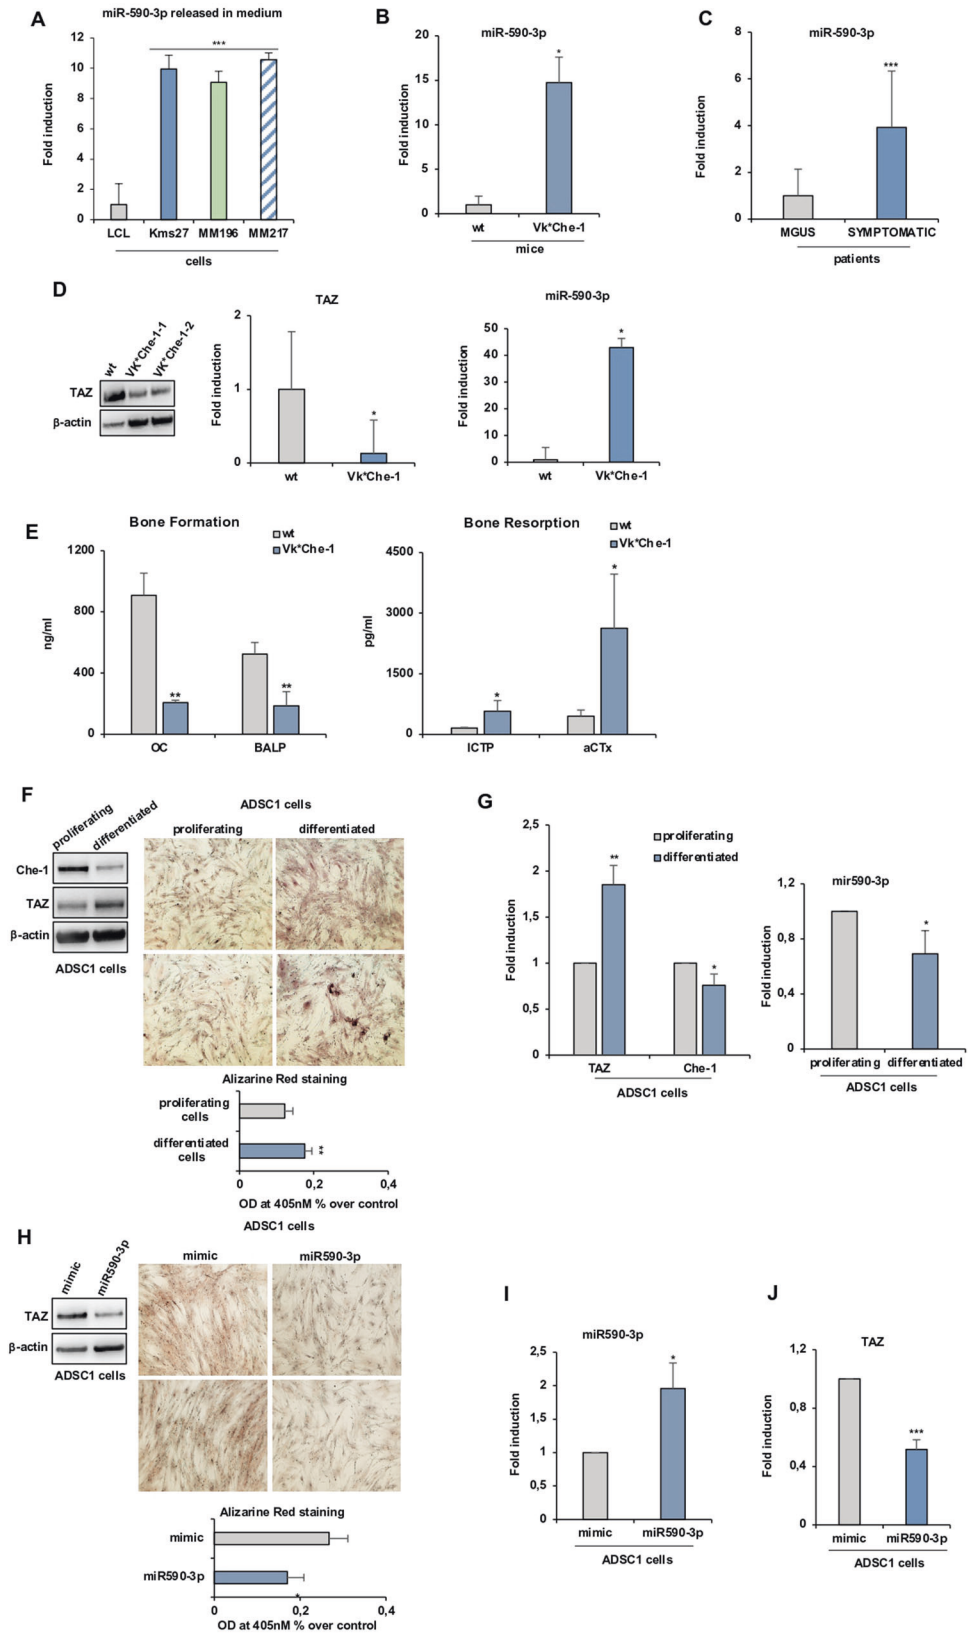 A
miR-590-3p released in medium
Fold induction
12
10
8
6
4
2
0
***
LCL Kms27 MM196 MM217
cells
B
miR-590-3p
Fold induction
20
15
10
5
0
*
wt Vk*Che-1
mice
C
miR-590-3p
Fold induction
8
6
4
2
0
***
MGUS SYMPTOMATIC
patients
D
wt VK*Che-1-1 VK*Che-1-2
TAZ
β-actin
TAZ
Fold induction
2
1
0
*
wt Vk*Che-1
miR-590-3p
Fold induction
50
40
30
20
10
0
*
wt Vk*Che-1
E
Bone Formation
wt
Vk*Che-1
ng/ml
1200
800
400
0
**
**
OC BALP
Bone Resorption
wt
Vk*Che-1
pg/ml
4500
3000
1500
0
*
*
ICTP aCTx
F
proliferating differentiated
Che-1
TAZ
β-actin
ADSC1 cells
ADSC1 cells
proliferating differentiated
Alizarine Red staining
proliferating
cells
differentiated
cells
**
0 0,2 0,4
OD at 405nM % over control
ADSC1 cells
G
proliferating
differentiated
Fold induction
2,5
2
1,5
1
0,5
0
**
*
TAZ Che-1
ADSC1 cells
mir590-3p
Fold induction
1,2
0,8
0,4
0
*
proliferating differentiated
ADSC1 cells
H
mimic miR590-3p
TAZ
β-actin
ADSC1 cells
mimic miR590-3p
Alizarine Red staining
mimic
miR590-3p
*
0 0,2 0,4
OD at 405nM % over control
I
miR590-3p
Fold induction
2,5
2
1,5
1
0,5
0
*
mimic miR590-3p
ADSC1 cells
J
TAZ
Fold induction
1,2
0,8
0,4
0
***
mimic miR590-3p
ADSC1 cells